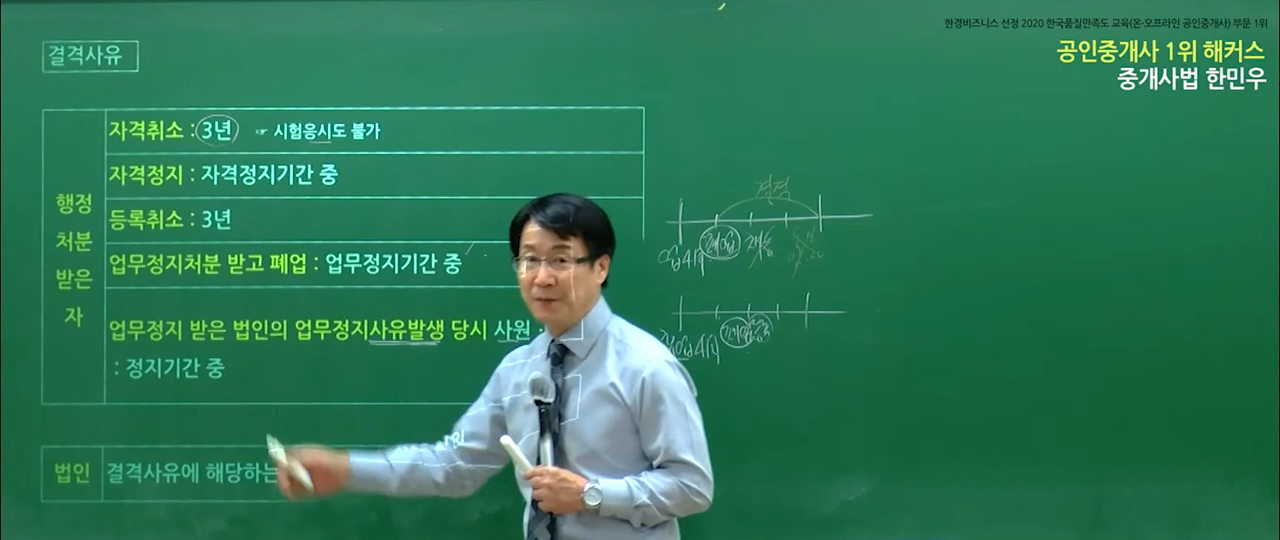 한경비즈니스 선정 2020 한국품질만족도 교육(온·오프라인 공인중개사) 부문 1위
공인중개사 1위 해커스
중개사법 한민우
결격사유
행정
처분
받은
자
자격취소 : 3년 ☞ 시험응시도 불가
자격정지 : 자격정지기간 중
등록취소 : 3년
업무정지처분 받고 폐업 : 업무정지기간 중
업무정지 받은 법인의 업무정지사유발생 당시 사원·
: 정지기간 중
법인
결격사유에 해당하는
결격
폐업